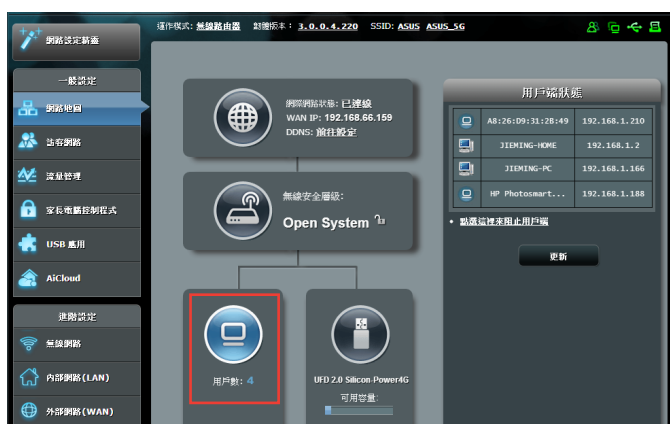 運作模式: 無線路由器 韌體版本: 3.0.0.4.220 SSID: ASUS ASUS_5G
網路設定精靈
一般設定
網路地圖
訪客網路
流量管理
家長電腦控制程式
USB 應用
AiCloud
進階設定
無線網路
內部網路(LAN)
外部網路(WAN)
網際網路狀態: 已連線
WAN IP: 192.168.66.159
DDNS: 前往設定
無線安全層級:
Open System
用戶數: 4
UFD 2.0 Silicon-Power4G
可用容量:
用戶端狀態
A8:26:D9:31:2B:49 192.168.1.210
JIEMING-HOME 192.168.1.2
JIEMING-PC 192.168.1.166
HP Photosmart... 192.168.1.188
點選這裡來阻止用戶端
更新